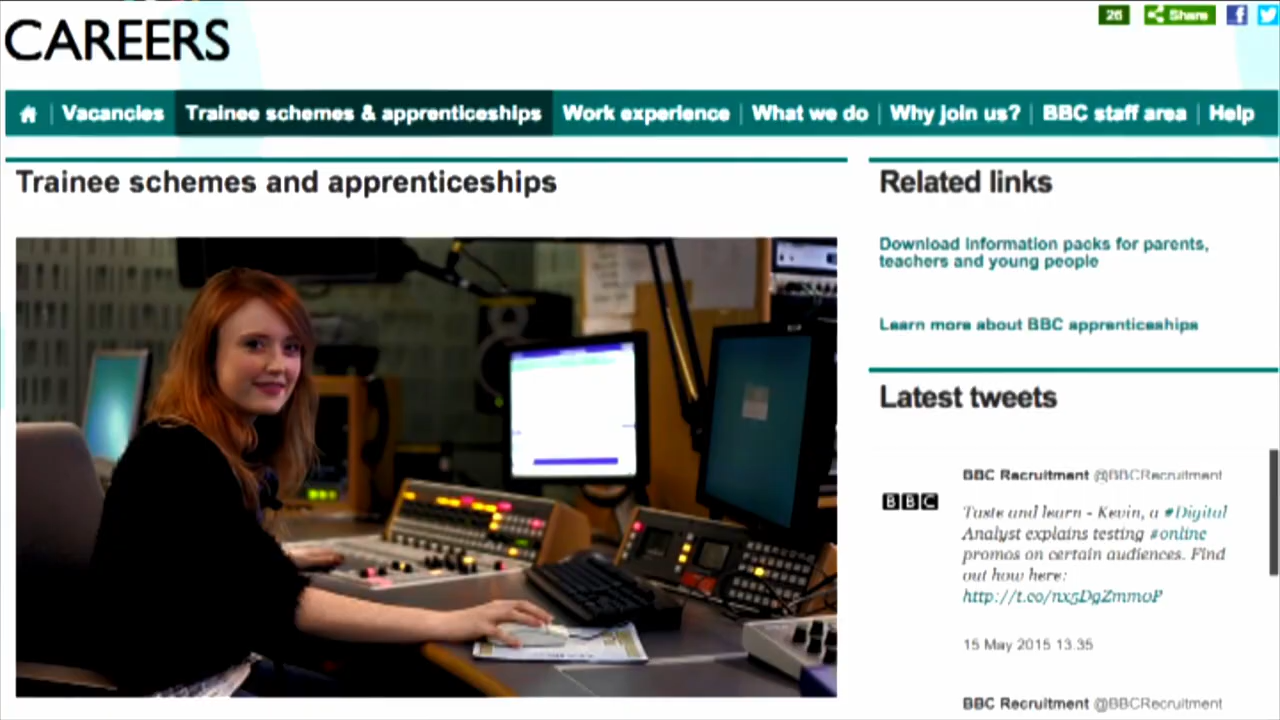 26 Share
CAREERS
Vacancies Trainee schemes & apprenticeships Work experience What we do Why join us? BBC staff area Help
Trainee schemes and apprenticeships
Related links
Download information packs for parents,
teachers and young people
Learn more about BBC apprenticeships
Latest tweets
BBC Recruitment @BBCRecruitment
BBC
Taste and learn - Kevin, a #Digital
Analyst explains testing #online
promos on certain audiences. Find
out how here:
http://t.co/nx5DgZmm0P
15 May 2015 13.35
BBC Recruitment @BBCRecruitment